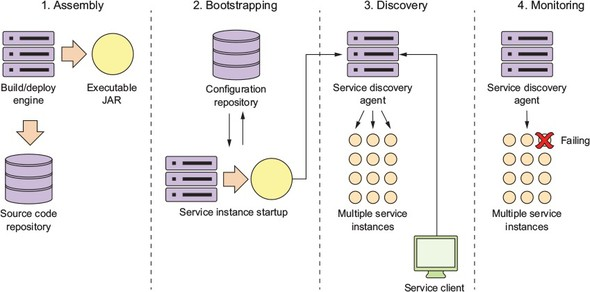 1. Assembly
2. Bootstrapping
3. Discovery
4. Monitoring
Build/deploy
engine
Executable
JAR
Source code
repository
Configuration
repository
Service instance startup
Service discovery
agent
Multiple service
instances
Service client
Service discovery
agent
Failing
Multiple service
instances